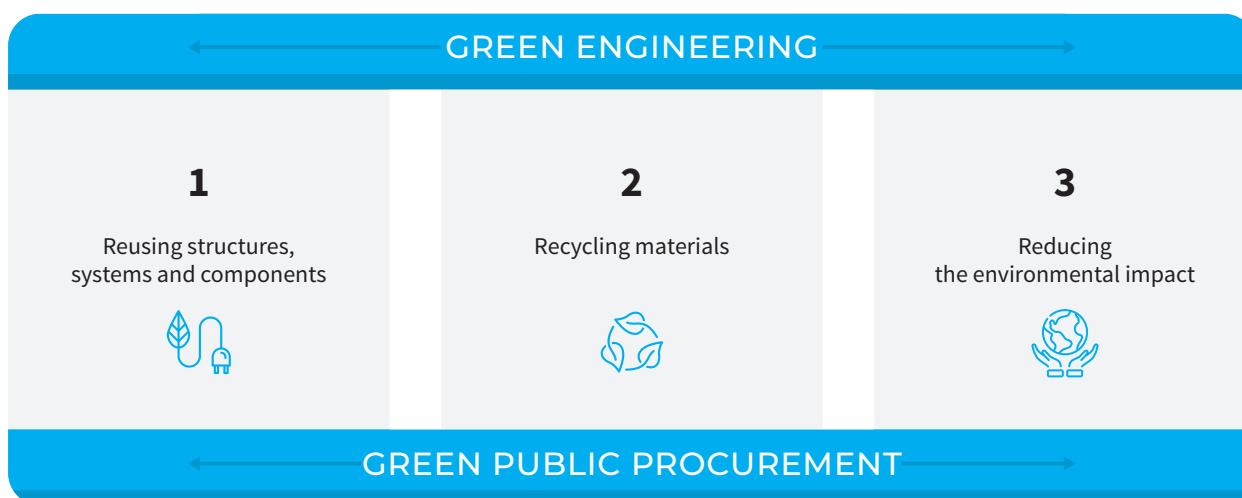 GREEN ENGINEERING
1
Reusing structures,
systems and components
2
Recycling materials
3
Reducing
the environmental impact
GREEN PUBLIC PROCUREMENT